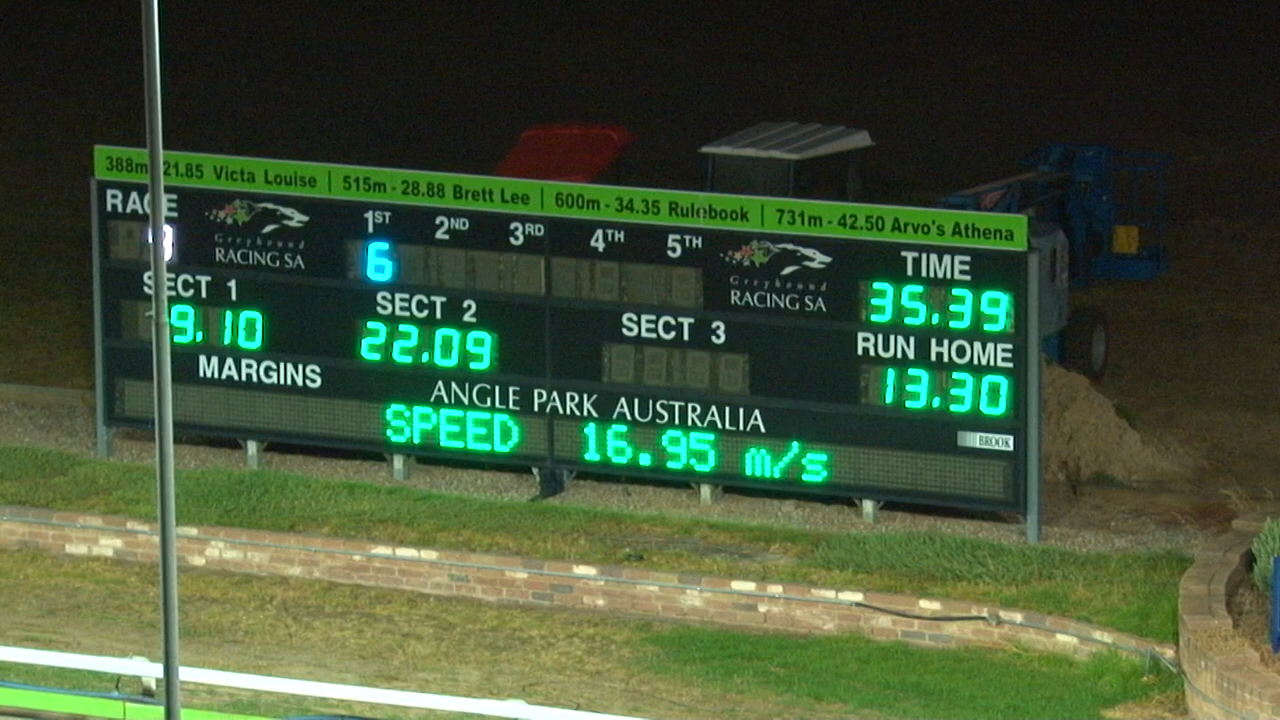 388m 21.85 Victa Louise | 515m - 28.88 Brett Lee | 600m - 34.35 Rulebook | 731m - 42.50 Arvo's Athena
RACE
Greyhound
RACING SA
1ST 2ND 3RD 4TH 5TH
6
Greyhound
RACING SA
TIME
35.39
SECT 1
9.10
SECT 2
22.09
SECT 3
RUN HOME
13.30
MARGINS
ANGLE PARK AUSTRALIA
BROOK
SPEED 16.95 m/s